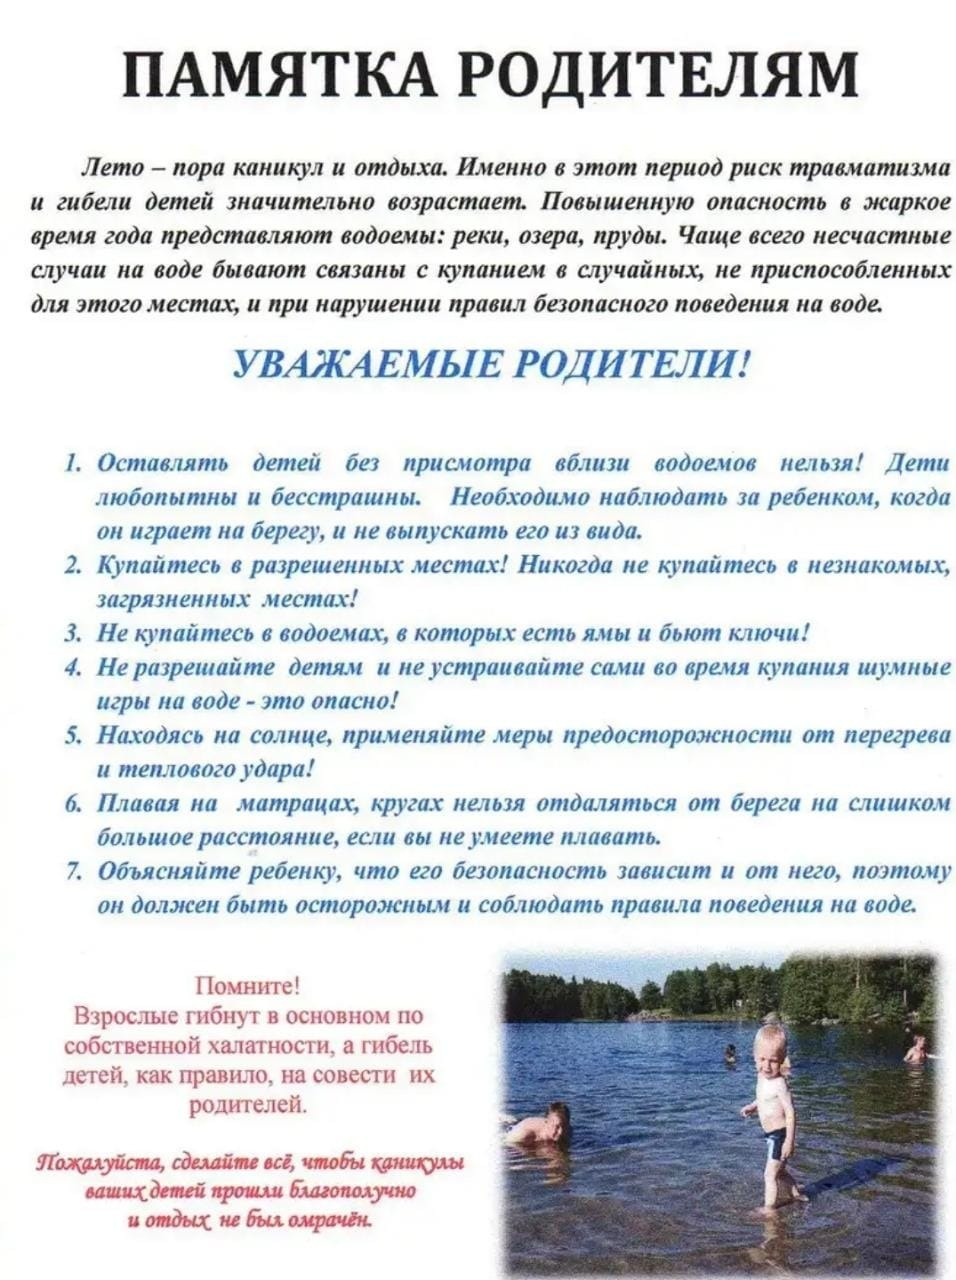 ПАМЯТКА РОДИТЕЛЯМ
Лето – пора каникул и отдыха. Именно в этот период риск травматизма
и гибели детей значительно возрастает. Повышенную опасность в жаркое
время года представляют водоемы: реки, озера, пруды. Чаще всего несчастные
случаи на воде бывают связаны с купанием в случайных, не приспособленных
для этого местах, и при нарушении правил безопасного поведения на воде.
УВАЖАЕМЫЕ РОДИТЕЛИ!
1. Оставлять детей без присмотра вблизи водоемов нельзя! Дети
любопытны и бесстрашны. Необходимо наблюдать за ребенком, когда
он играет на берегу, и не выпускать его из вида.
2. Купайтесь в разрешенных местах! Никогда не купайтесь в незнакомых,
загрязненных местах!
3. Не купайтесь в водоемах, в которых есть ямы и бьют ключи!
4. Не разрешайте детям и не устраивайте сами во время купания шумные
игры на воде - это опасно!
5. Находясь на солнце, применяйте меры предосторожности от перегрева
и теплового удара!
6. Плавая на матрацах, кругах нельзя отдаляться от берега на слишком
большое расстояние, если вы не умеете плавать.
7. Объясняйте ребенку, что его безопасность зависит и от него, поэтому
он должен быть осторожным и соблюдать правила поведения на воде.
Помните!
Взрослые гибнут в основном по
собственной халатности, а гибель
детей, как правило, на совести их
родителей.
Пожалуйста, сделайте всё, чтобы каникулы
ваших детей прошли благополучно
и отдых не был омрачён.